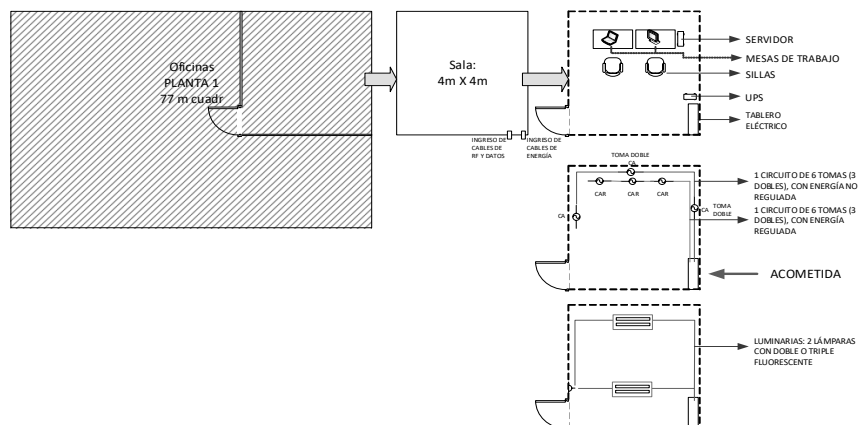 Oficinas
PLANTA 1
77 m cuadr
Sala:
4m X 4m
INGRESO DE
CABLES DE
RF Y DATOS
INGRESO DE
CABLES DE
ENERGÍA
SERVIDOR
MESAS DE TRABAJO
SILLAS
UPS
TABLERO
ELÉCTRICO
TOMA DOBLE
CA
CAR
CAR
CAR
CA
CA
TOMA
DOBLE
1 CIRCUITO DE 6 TOMAS (3
DOBLES), CON ENERGÍA NO
REGULADA
1 CIRCUITO DE 6 TOMAS (3
DOBLES), CON ENERGÍA
REGULADA
ACOMETIDA
LUMINARIAS: 2 LÁMPARAS
CON DOBLE O TRIPLE
FLUORESCENTE